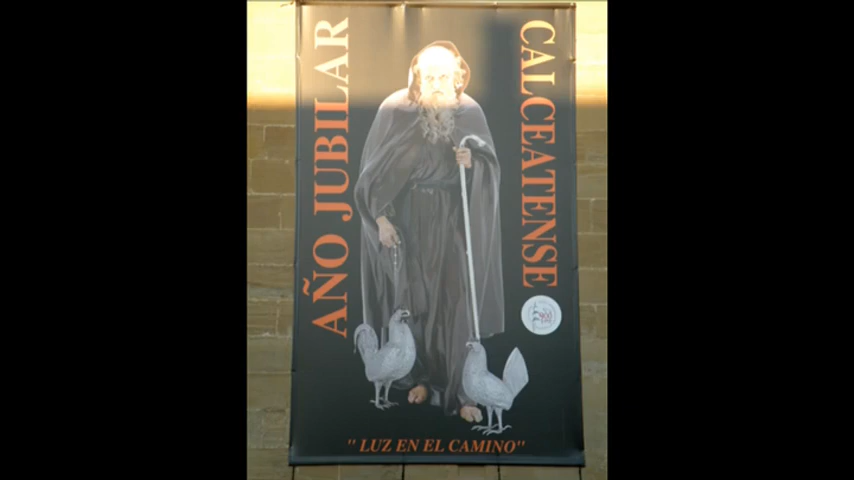 AÑO JUBILAR
CALCEATENSE
" LUZ EN EL CAMINO"